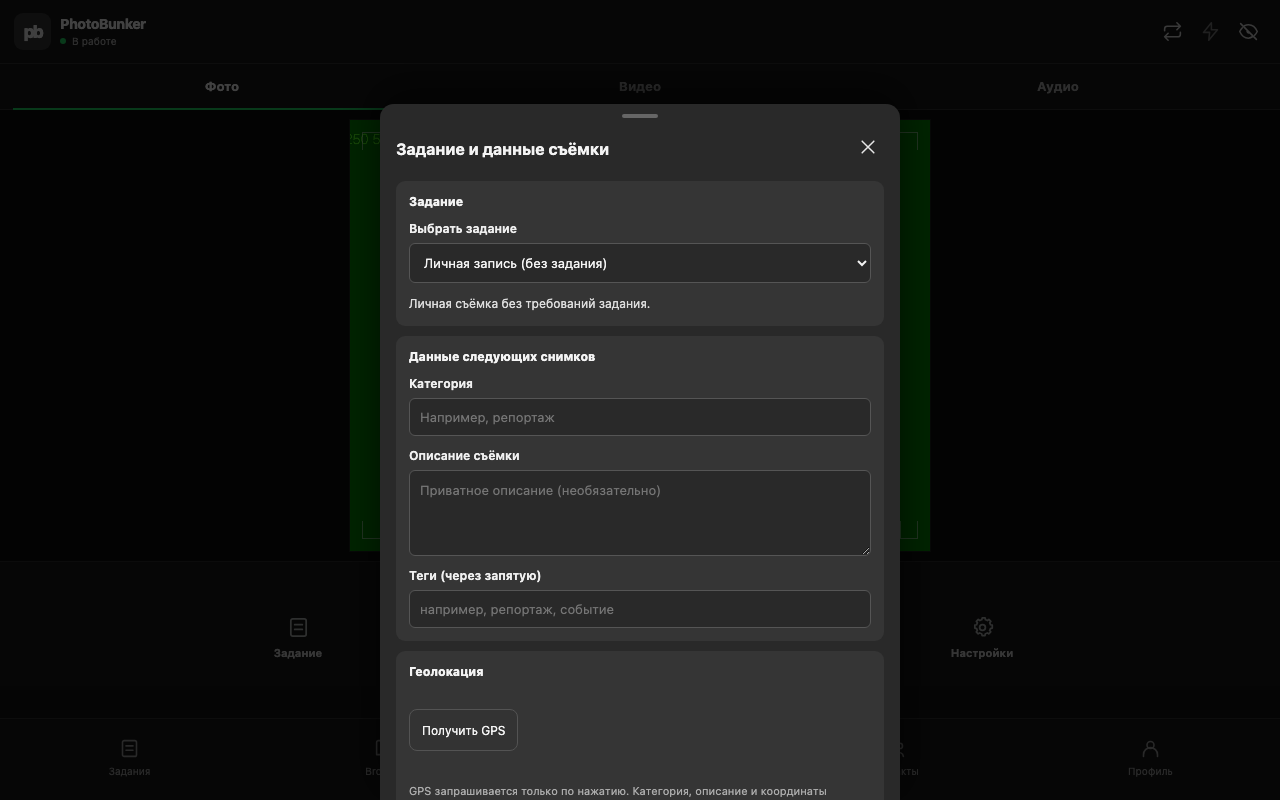 pb
PhotoBunker
В работе
Фото
Видео
Аудио
Задание и данные съёмки
Задание
Выбрать задание
Личная запись (без задания)
Личная съёмка без требований задания.
Данные следующих снимков
Категория
Например, репортаж
Описание съёмки
Приватное описание (необязательно)
Теги (через запятую)
например, репортаж, событие
Задание
Настройки
Геолокация
Получить GPS
Задания
Профиль
GPS запрашивается только по нажатию. Категория, описание и координаты